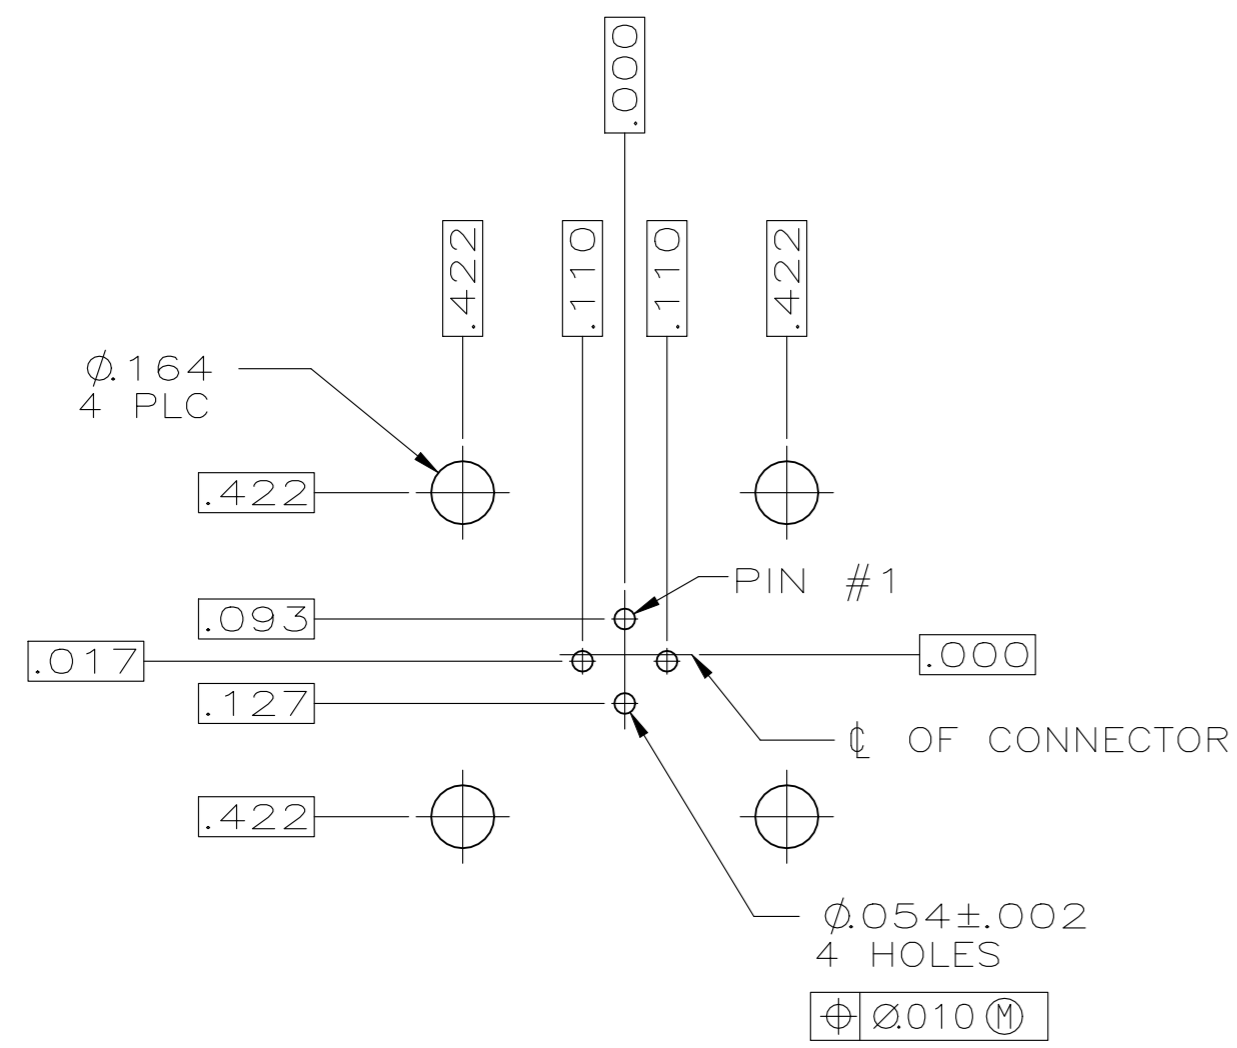 .000
.422
.110
.110
.422
Ø.164
4 PLC
.422
PIN #1
.093
.017
.000
.127
℄ OF CONNECTOR
.422
Ø.054±.002
4 HOLES
⌖ Ø.010 Ⓜ